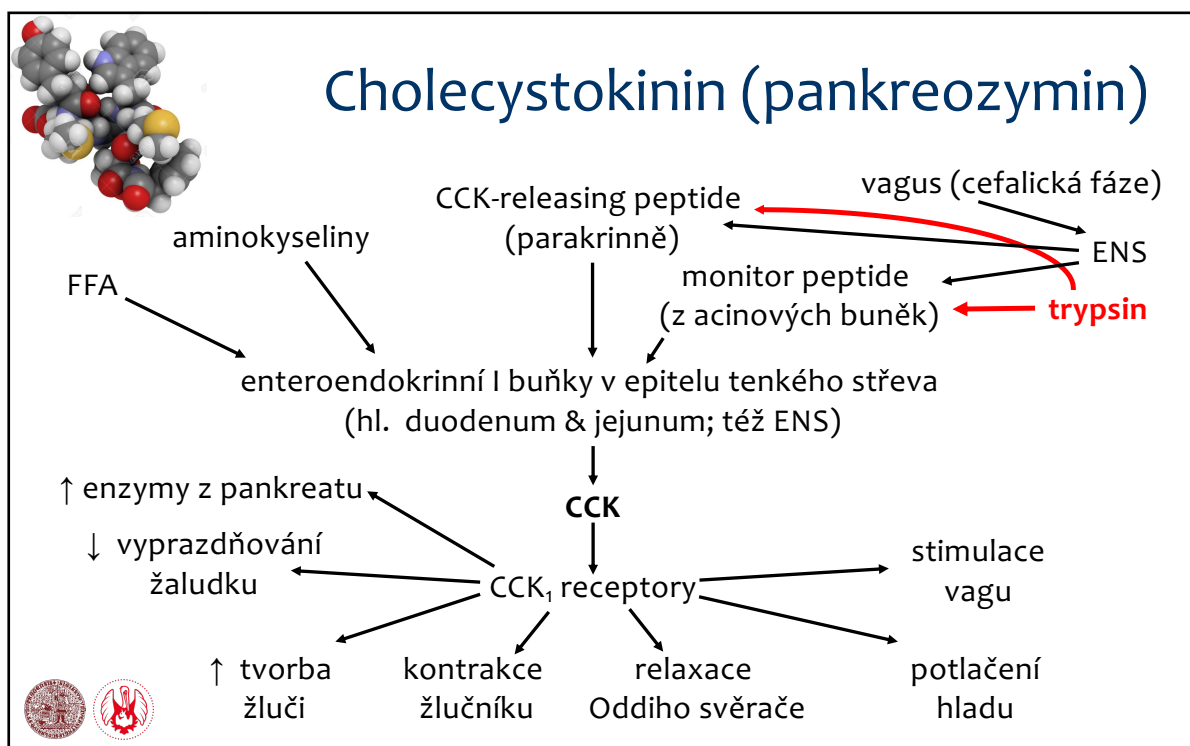 Cholecystokinin (pankreozymin)
vagus (cefalická fáze)
CCK-releasing peptide
(parakrinně)
aminokyseliny
ENS
FFA
monitor peptide
(z acinových buněk)
trypsin
enteroendokrinní I buňky v epitelu tenkého střeva
(hl. duodenum & jejunum; též ENS)
↑ enzymy z pankreatu
CCK
↓ vyprazdňování
žaludku
CCK₁ receptory
stimulace
vagu
↑ tvorba
žluči
kontrakce
žlučníku
relaxace
Oddiho svěrače
potlačení
hladu